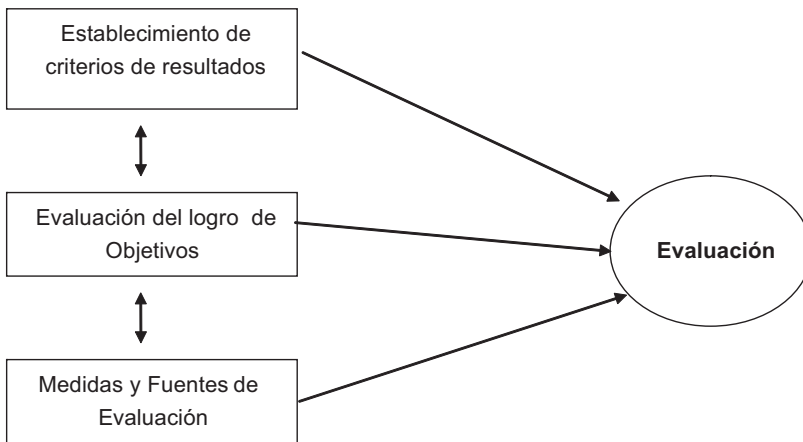 Establecimiento de
criterios de resultados
Evaluación del logro de
Objetivos
Evaluación
Medidas y Fuentes de
Evaluación